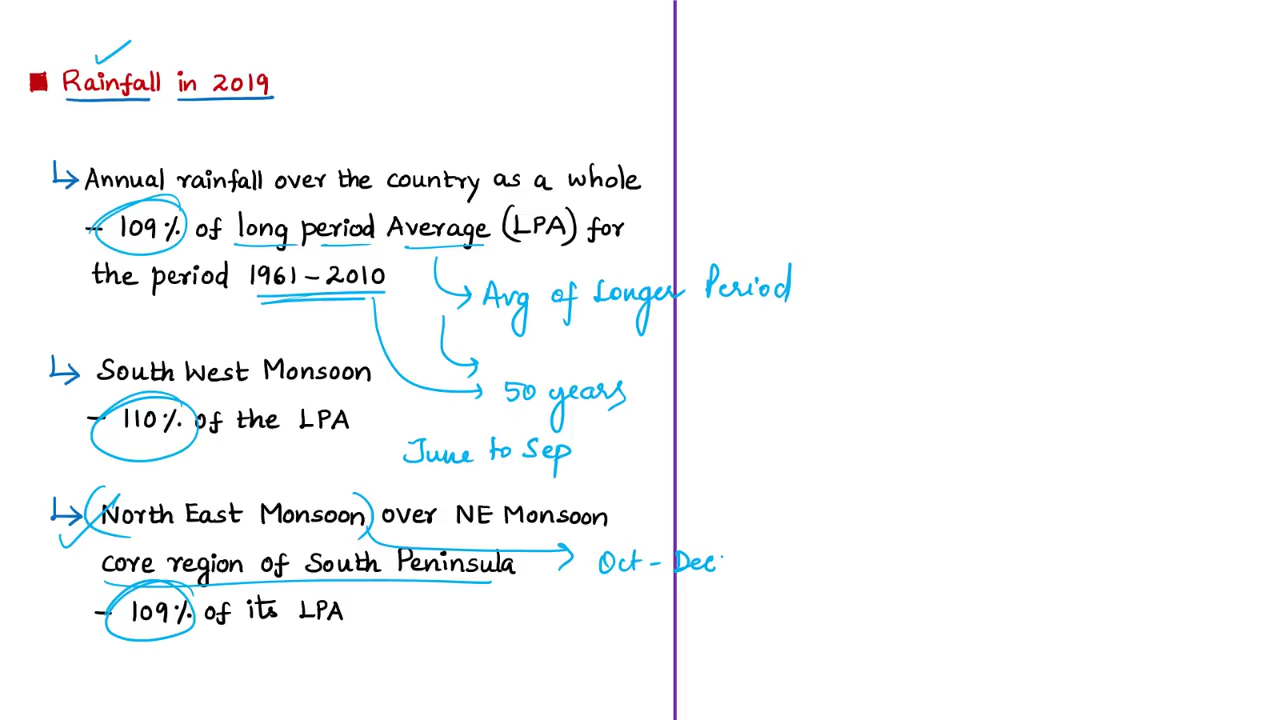 Rainfall in 2019
Annual rainfall over the country as a whole
- 109% of long period Average (LPA) for
the period 1961 - 2010
Avg of Longer Period
South West Monsoon
50 years
- 110% of the LPA
June to Sep
North East Monsoon over NE Monsoon
core region of South Peninsula
Oct - Dec
- 109% of its LPA